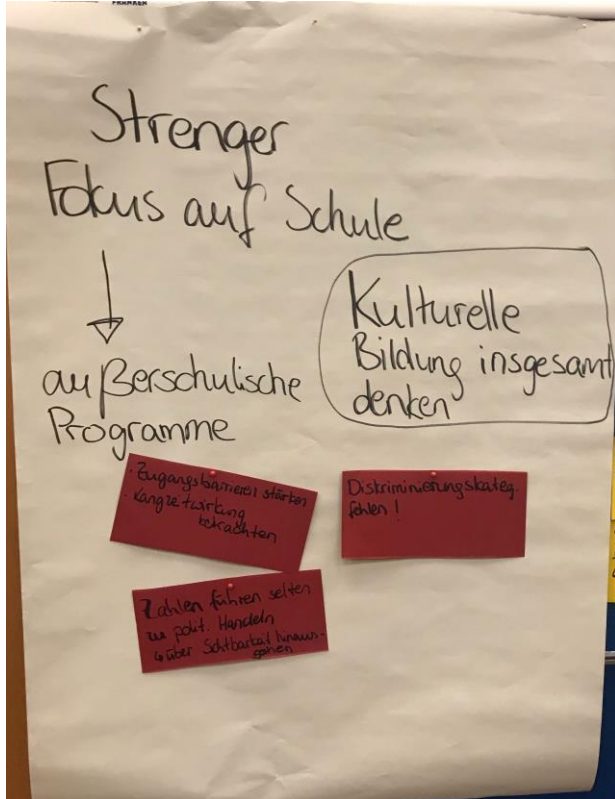 FRANKEN
Strenger
Fokus auf Schule
außerschulische
Programme
Kulturelle
Bildung insgesamt
denken
· Zugangsbarrieren stärken
· Langzeitwirkung
betrachten
Diskriminierungskateg.
fehlen !
Zahlen führen selten
zu polit. Handeln
↳ über Sichtbarkeit hinaus-
gehen